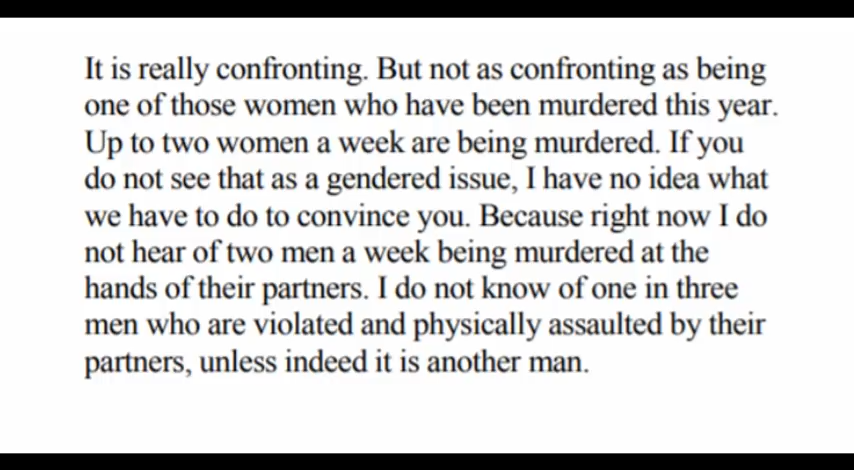 It is really confronting. But not as confronting as being
one of those women who have been murdered this year.
Up to two women a week are being murdered. If you
do not see that as a gendered issue, I have no idea what
we have to do to convince you. Because right now I do
not hear of two men a week being murdered at the
hands of their partners. I do not know of one in three
men who are violated and physically assaulted by their
partners, unless indeed it is another man.